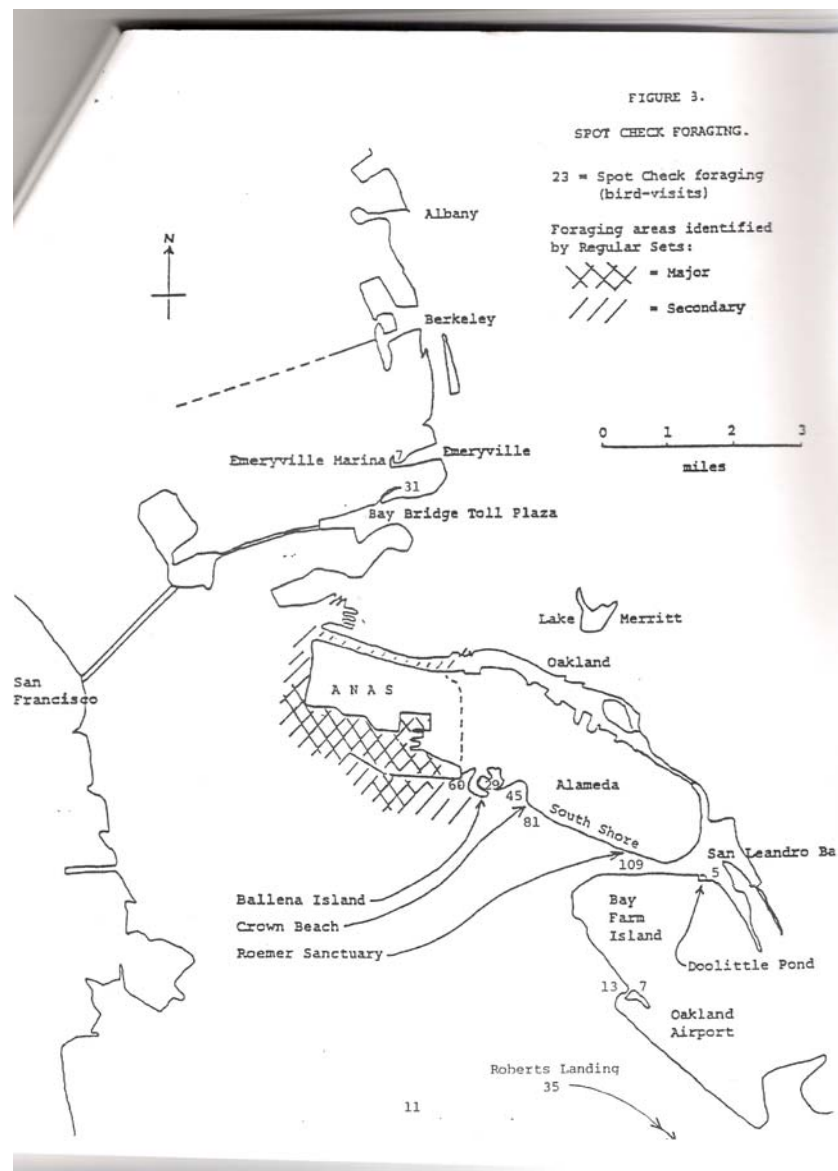 FIGURE 3.
SPOT CHECK FORAGING.
23 = Spot Check foraging
(bird-visits)
Foraging areas identified
by Regular Sets:
= Major
= Secondary
N
Albany
Berkeley
0 1 2 3
miles
Emeryville Marina 7 Emeryville
31
Bay Bridge Toll Plaza
Lake Merritt
Oakland
San
Francisco
A N A S
60 29 45
81
Alameda
South Shore
109
San Leandro Ba
5
Ballena Island
Crown Beach
Roemer Sanctuary
Bay
Farm
Island
Doolittle Pond
13 7
Oakland
Airport
Roberts Landing
35
11